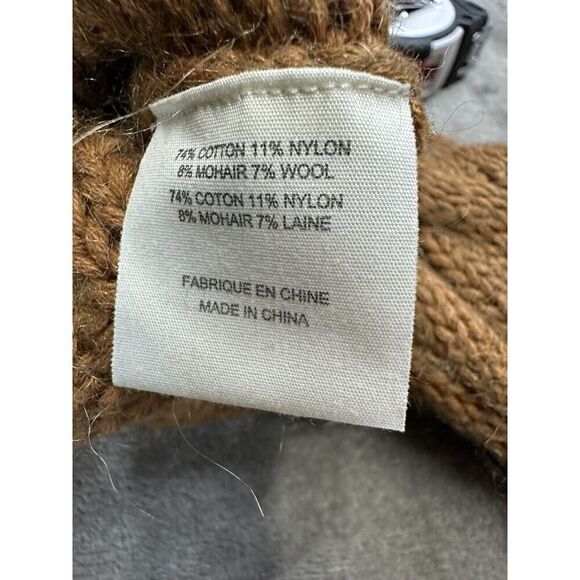 74% COTTON 11% NYLON
8% MOHAIR 7% WOOL
74% COTON 11% NYLON
8% MOHAIR 7% LAINE
FABRIQUE EN CHINE
MADE IN CHINA